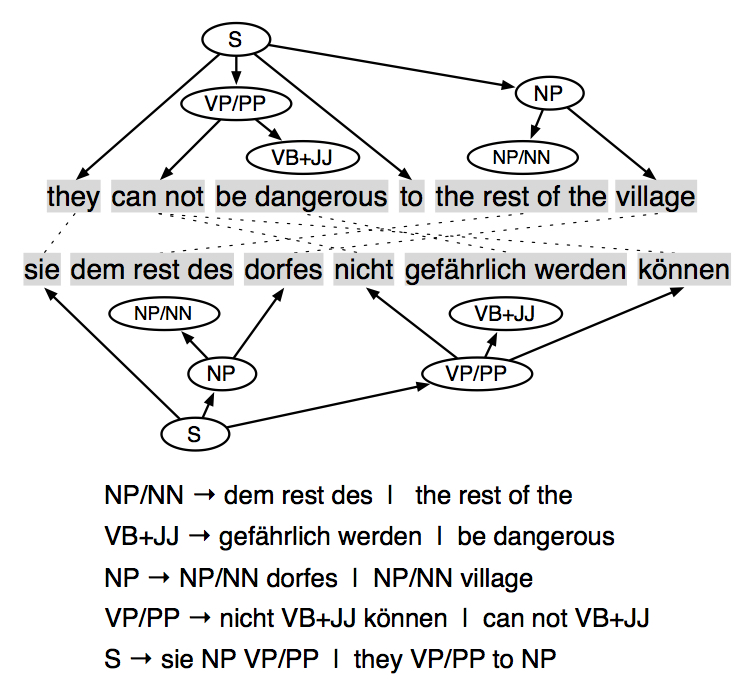 S
VP/PP NP
VB+JJ NP/NN
they can not be dangerous to the rest of the village
sie dem rest des dorfes nicht gefährlich werden können
NP/NN VB+JJ
NP VP/PP
S
NP/NN → dem rest des | the rest of the
VB+JJ → gefährlich werden | be dangerous
NP → NP/NN dorfes | NP/NN village
VP/PP → nicht VB+JJ können | can not VB+JJ
S → sie NP VP/PP | they VP/PP to NP